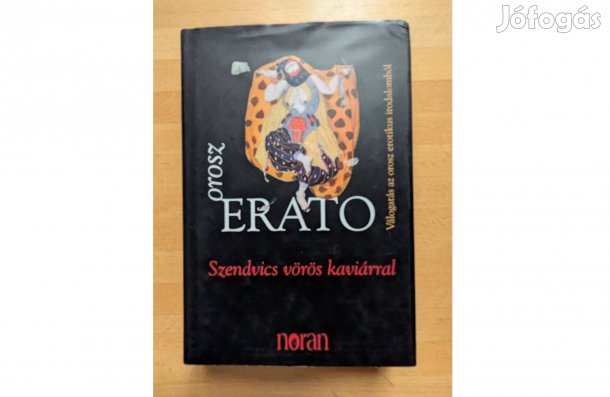 Jófogás
orosz
ERATO
Válogatás az orosz erotikus irodalomból
Szendvics vörös kaviárral
noran